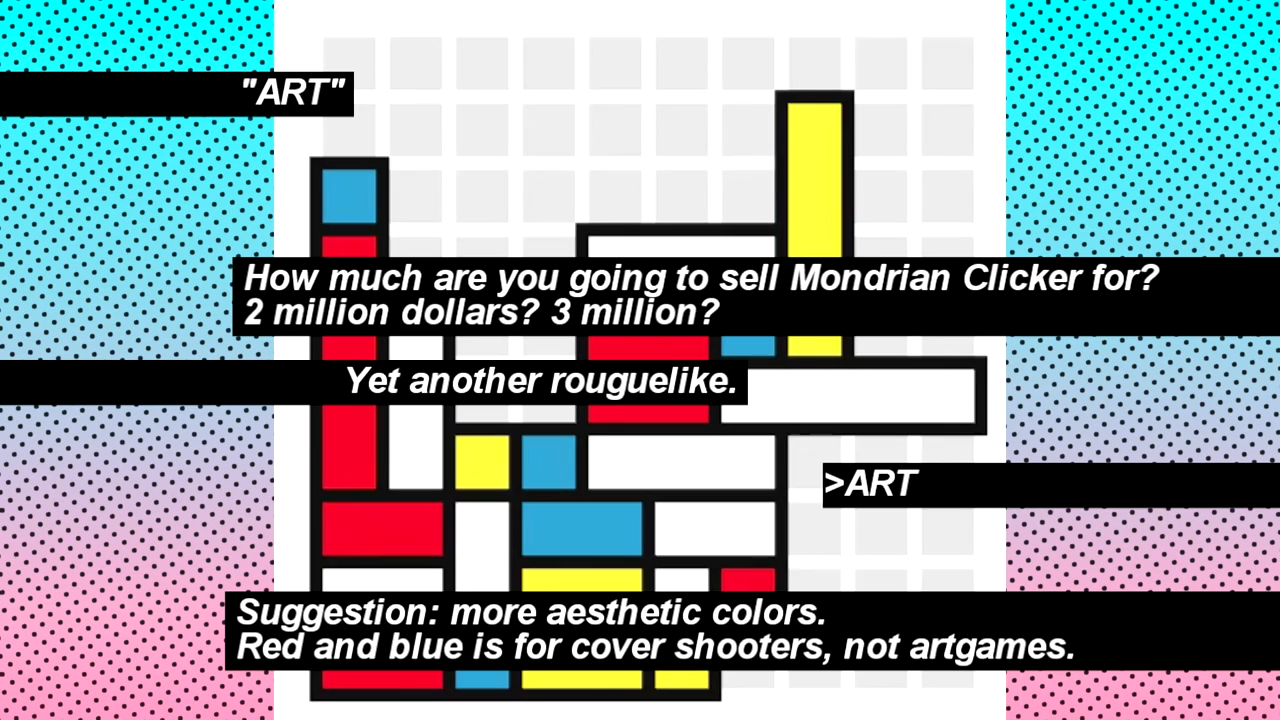 "ART"
How much are you going to sell Mondrian Clicker for?
2 million dollars? 3 million?
Yet another rouguelike.
>ART
Suggestion: more aesthetic colors.
Red and blue is for cover shooters, not artgames.